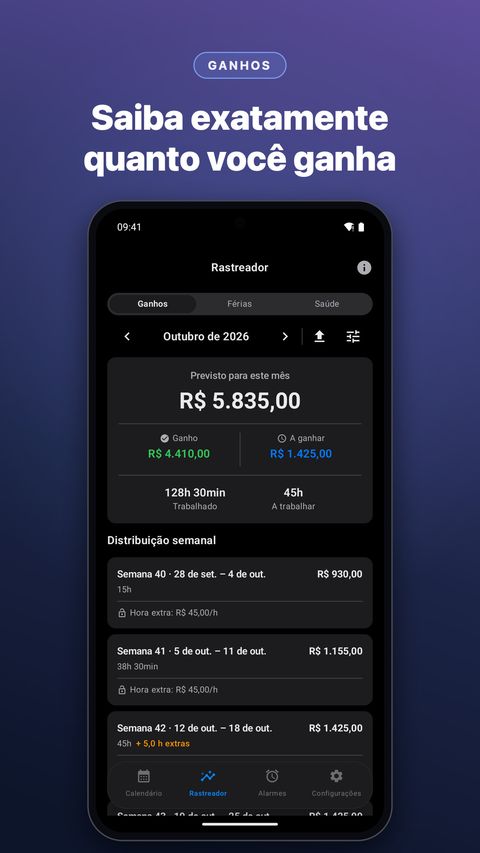 GANHOS
Saiba exatamente
quanto você ganha
09:41
Rastreador
Ganhos Férias Saúde
Outubro de 2026
Previsto para este mês
R$ 5.835,00
Ganho A ganhar
R$ 4.410,00 R$ 1.425,00
128h 30min 45h
Trabalhado A trabalhar
Distribuição semanal
Semana 40 · 28 de set. – 4 de out. R$ 930,00
15h
Hora extra: R$ 45,00/h
Semana 41 · 5 de out. – 11 de out. R$ 1.155,00
38h 30min
Hora extra: R$ 45,00/h
Semana 42 · 12 de out. – 18 de out. R$ 1.425,00
45h + 5,0 h extras
Calendário Rastreador Alarmes Configurações